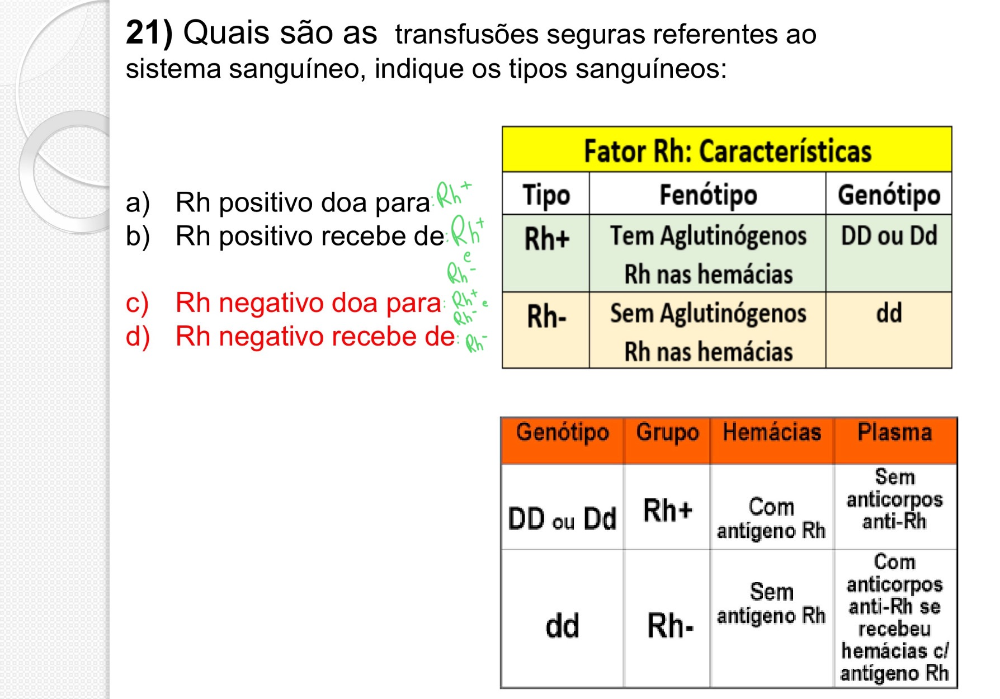 21) Quais são as transfusões seguras referentes ao
sistema sanguíneo, indique os tipos sanguíneos:
a) Rh positivo doa para: Rh+
b) Rh positivo recebe de: Rh+
e
Rh-
c) Rh negativo doa para: Rh+ e
Rh-
d) Rh negativo recebe de: Rh-
Fator Rh: Características
Tipo Fenótipo Genótipo
Rh+ Tem Aglutinógenos DD ou Dd
Rh nas hemácias
Rh- Sem Aglutinógenos dd
Rh nas hemácias
Genótipo Grupo Hemácias Plasma
DD ou Dd Rh+ Com
antígeno Rh
Sem
anticorpos
anti-Rh
dd Rh- Sem
antígeno Rh
Com
anticorpos
anti-Rh se
recebeu
hemácias c/
antígeno Rh